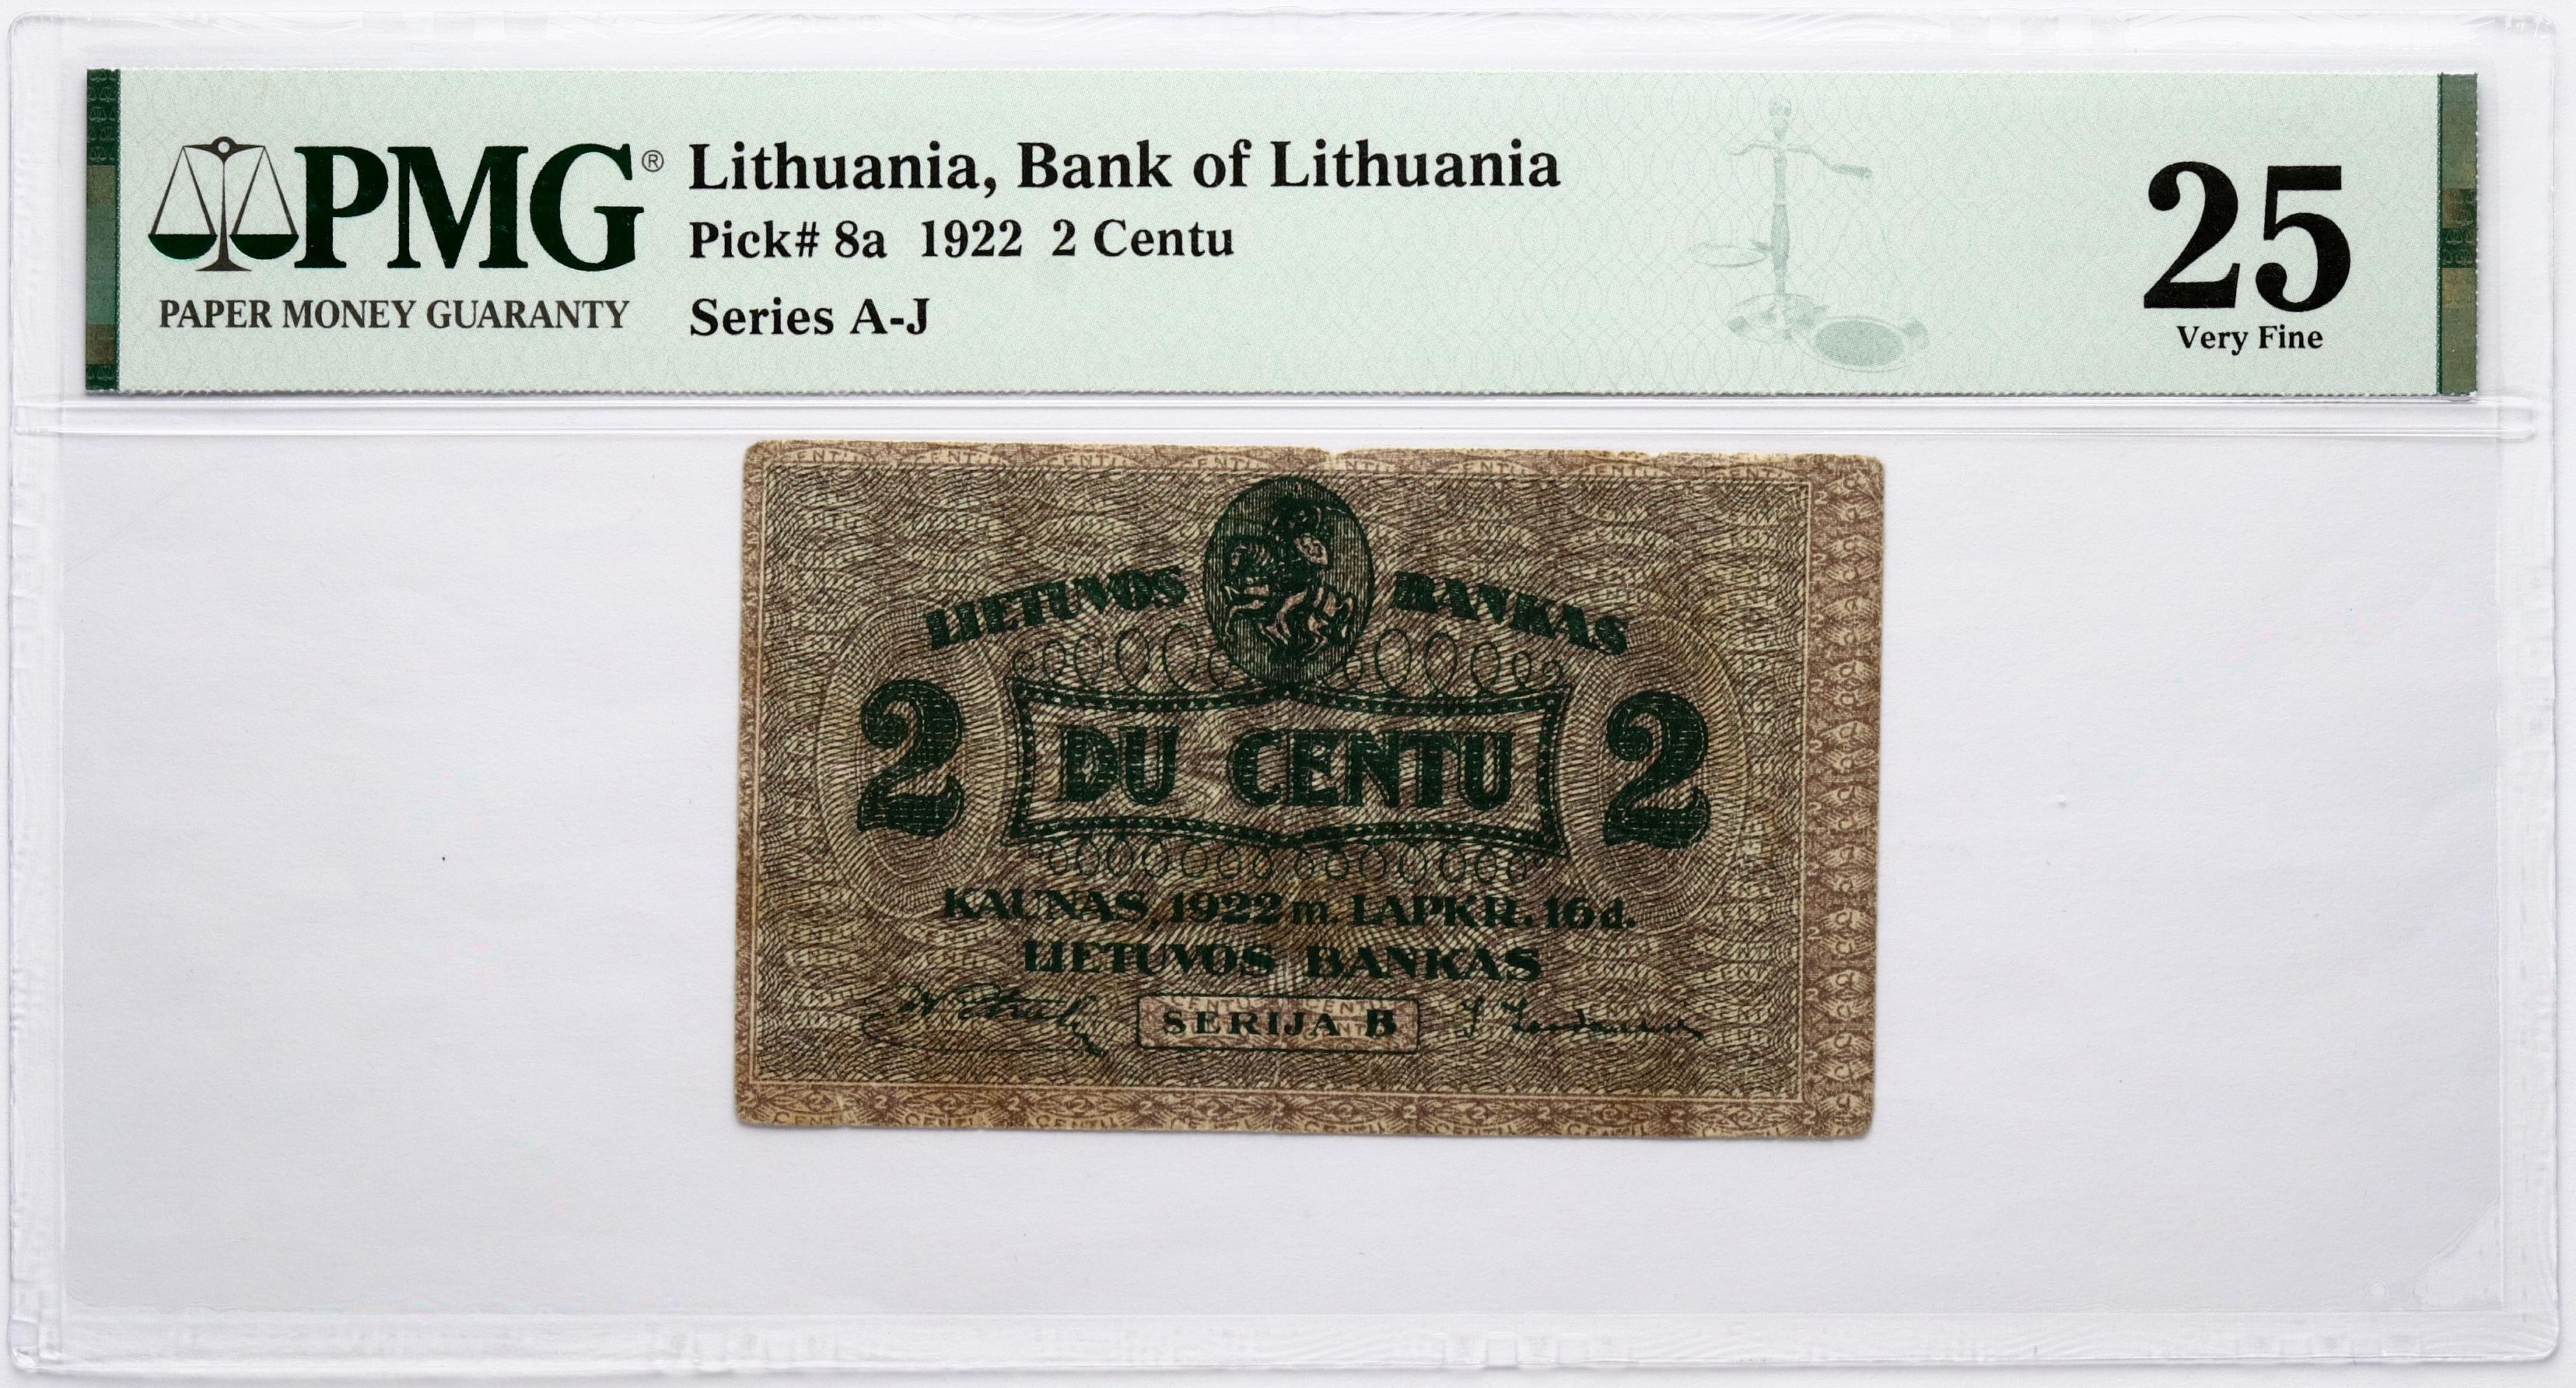 PMG®
PAPER MONEY GUARANTY
Lithuania, Bank of Lithuania
Pick# 8a 1922 2 Centu
Series A-J
25
Very Fine
LIETUVOS BANKAS
2 DU CENTU 2
KAUNAS, 1922 m. LAPKR. 16 d.
LIETUVOS BANKAS
SERIJA B